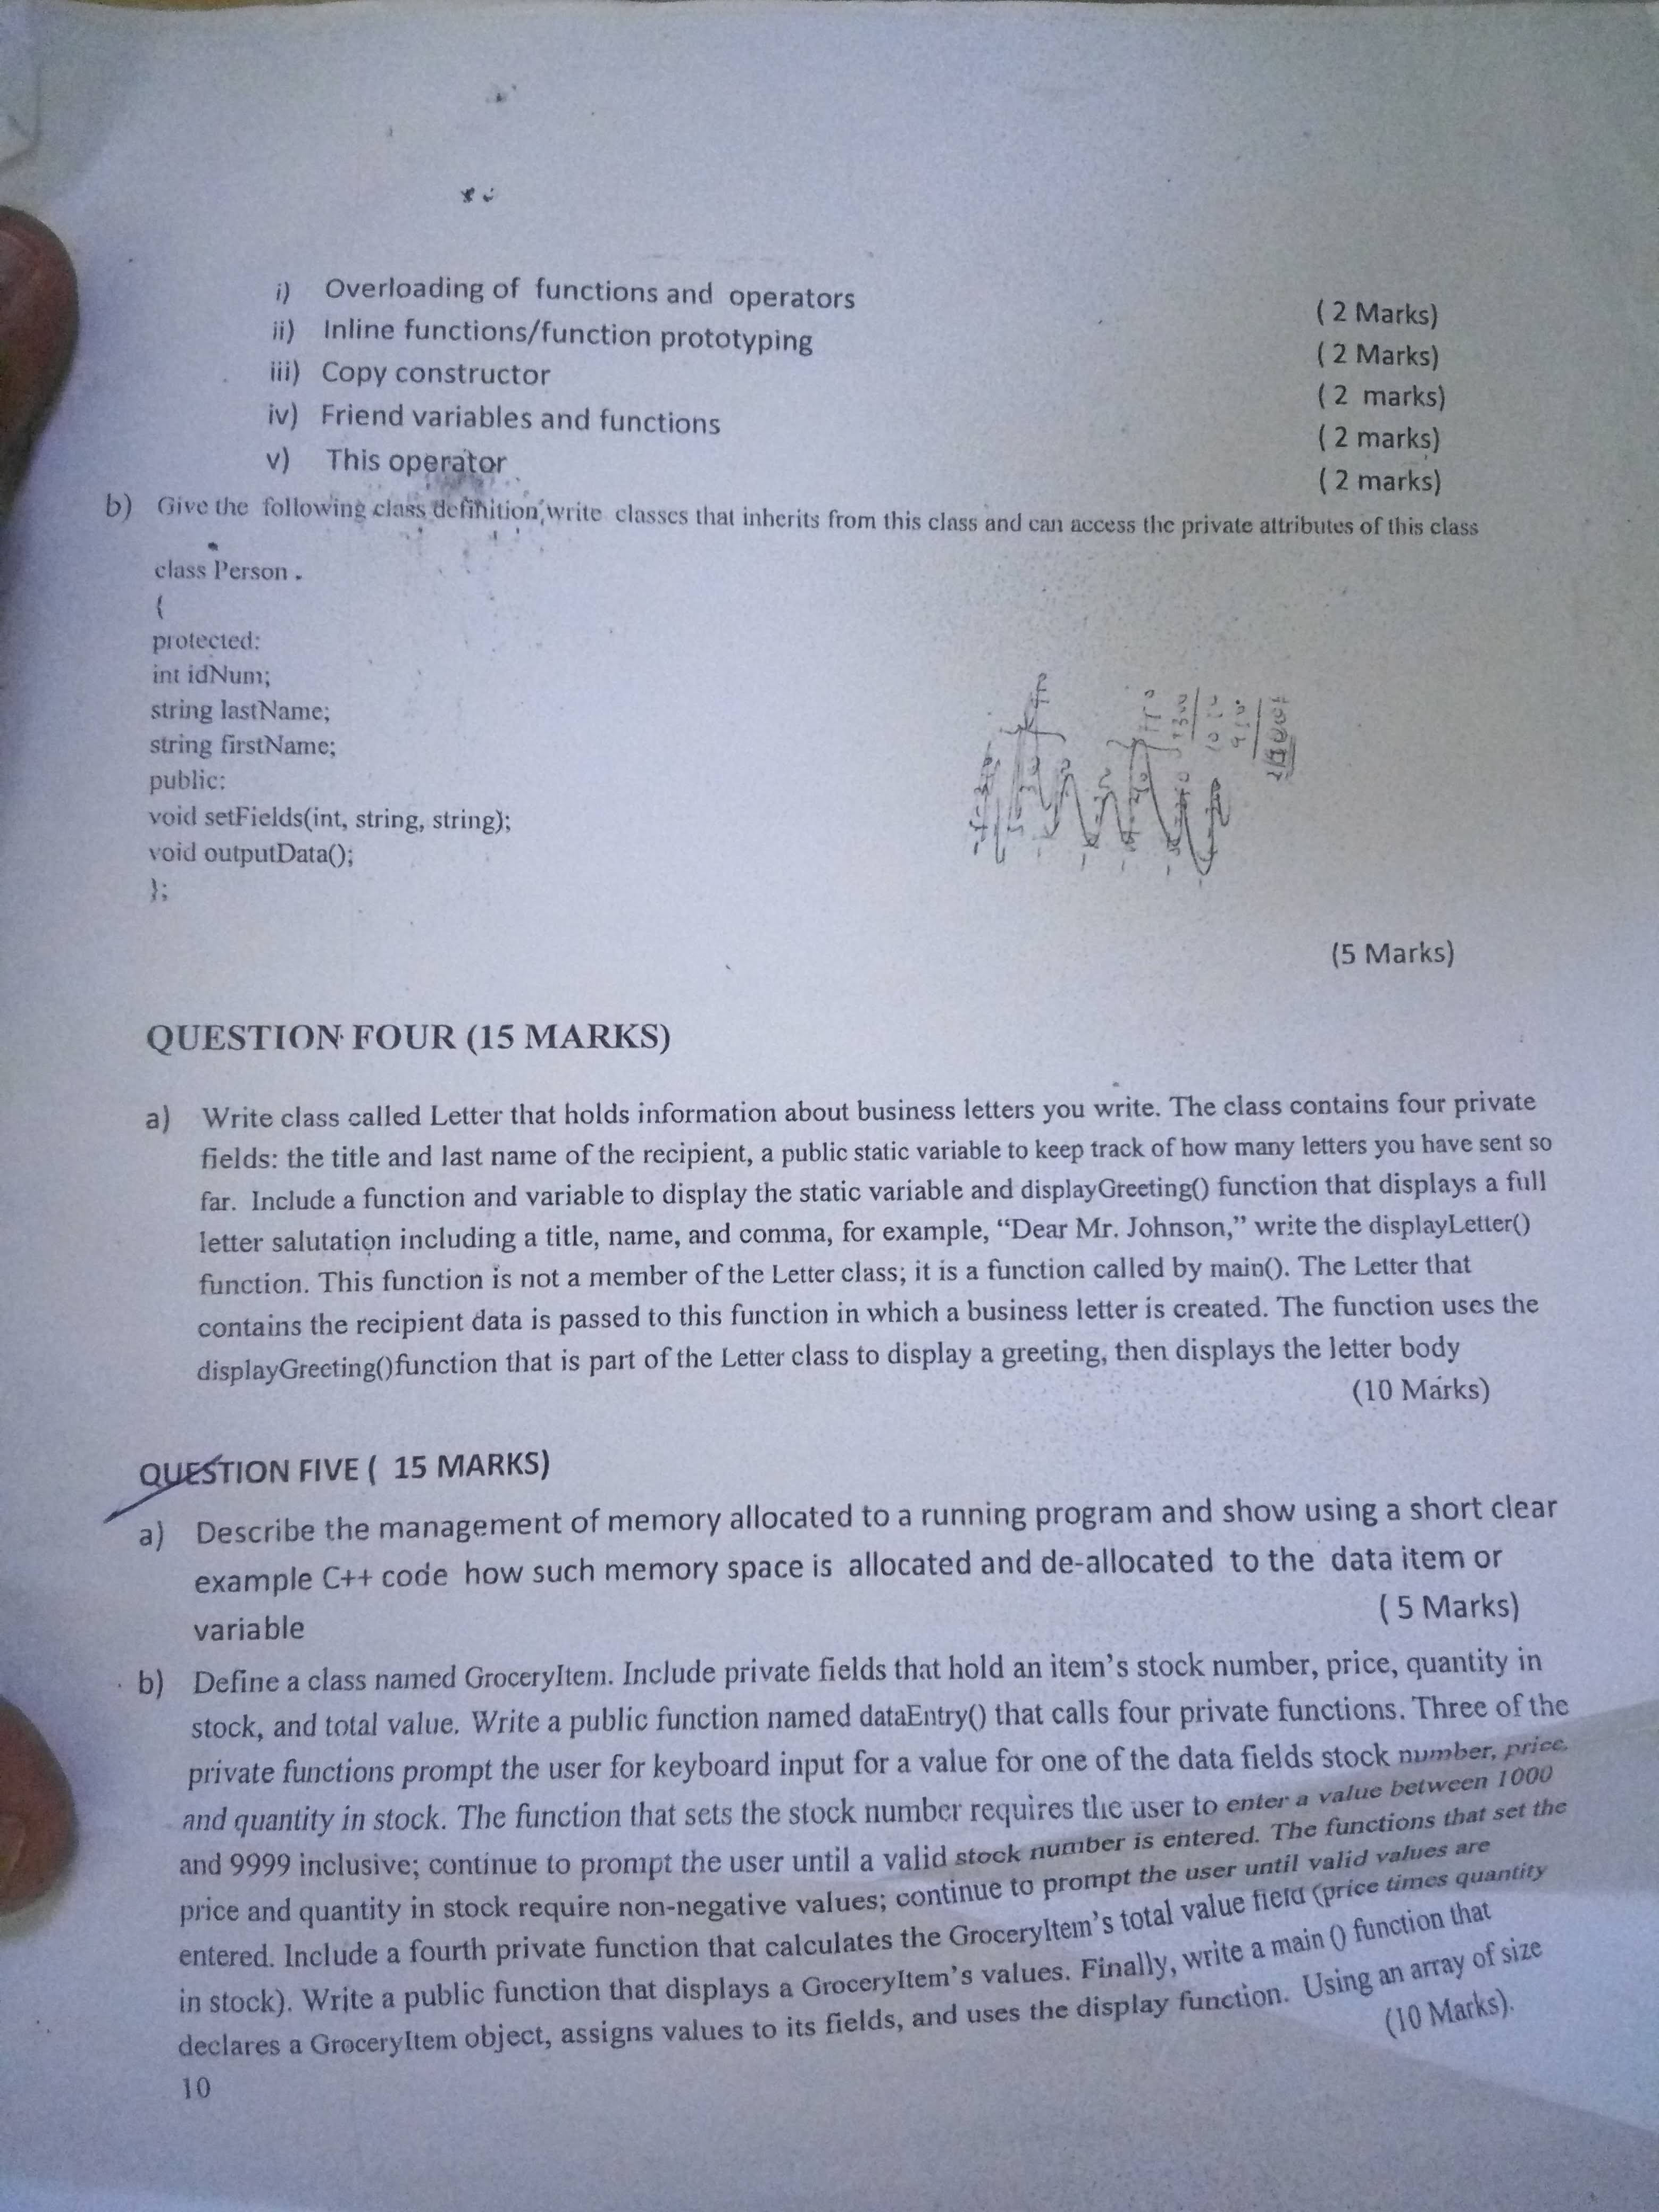 i) Overloading of functions and operators ( 2 Marks)
ii) Inline functions/function prototyping ( 2 Marks)
iii) Copy constructor ( 2 marks)
iv) Friend variables and functions ( 2 marks)
v) This operator ( 2 marks)
b) Give the following class definition, write classes that inherits from this class and can access the private attributes of this class
class Person
{
protected:
int idNum;
string lastName;
string firstName;
public:
void setFields(int, string, string);
void outputData();
};
(5 Marks)
QUESTION FOUR (15 MARKS)
a) Write class called Letter that holds information about business letters you write. The class contains four private
fields: the title and last name of the recipient, a public static variable to keep track of how many letters you have sent so
far. Include a function and variable to display the static variable and displayGreeting() function that displays a full
letter salutation including a title, name, and comma, for example, “Dear Mr. Johnson,” write the displayLetter()
function. This function is not a member of the Letter class; it is a function called by main(). The Letter that
contains the recipient data is passed to this function in which a business letter is created. The function uses the
displayGreeting()function that is part of the Letter class to display a greeting, then displays the letter body
(10 Marks)
QUESTION FIVE ( 15 MARKS)
a) Describe the management of memory allocated to a running program and show using a short clear
example C++ code how such memory space is allocated and de-allocated to the data item or
variable ( 5 Marks)
b) Define a class named GroceryItem. Include private fields that hold an item’s stock number, price, quantity in
stock, and total value. Write a public function named dataEntry() that calls four private functions. Three of the
private functions prompt the user for keyboard input for a value for one of the data fields stock number, price,
and quantity in stock. The function that sets the stock number requires the user to enter a value between 1000
and 9999 inclusive; continue to prompt the user until a valid stock number is entered. The functions that set the
price and quantity in stock require non-negative values; continue to prompt the user until valid values are
entered. Include a fourth private function that calculates the GroceryItem’s total value field (price times quantity
in stock). Write a public function that displays a GroceryItem’s values. Finally, write a main () function that
declares a GroceryItem object, assigns values to its fields, and uses the display function. Using an array of size
10 (10 Marks).